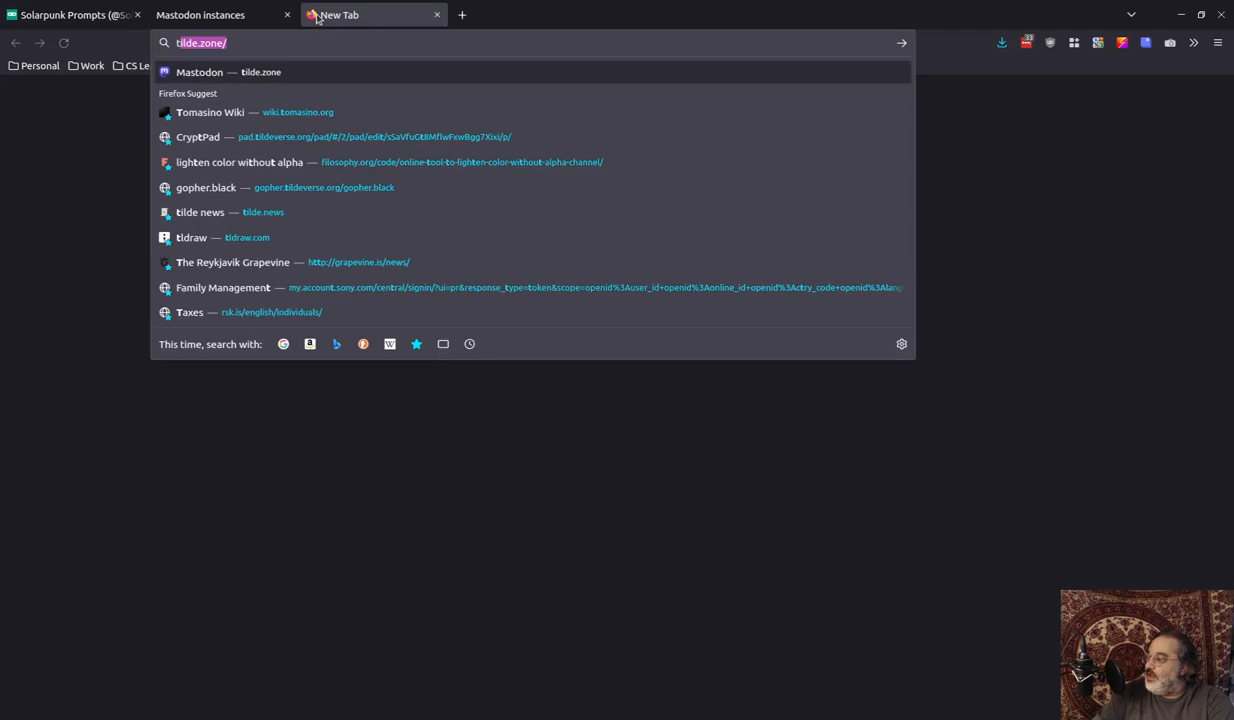 Solarpunk Prompts (@So
Mastodon instances
New Tab
tilde.zone/
33
Personal
Work
CS Le
Mastodon — tilde.zone
Firefox Suggest
Tomasino Wiki — wiki.tomasino.org
CryptPad — pad.tildeverse.org/pad/#/2/pad/edit/sSaVfuGt8MflwFxwBgg7Xixi/p/
lighten color without alpha — filosophy.org/code/online-tool-to-lighten-color-without-alpha-channel/
gopher.black — gopher.tildeverse.org/gopher.black
tilde news — tilde.news
tldraw — tldraw.com
The Reykjavik Grapevine — http://grapevine.is/news/
Family Management — my.account.sony.com/central/signin/?ui=pr&response_type=token&scope=openid%3Auser_id+openid%3Aonline_id+openid%3Actry_code+openid%3Alang
Taxes — rsk.is/english/individuals/
This time, search with: